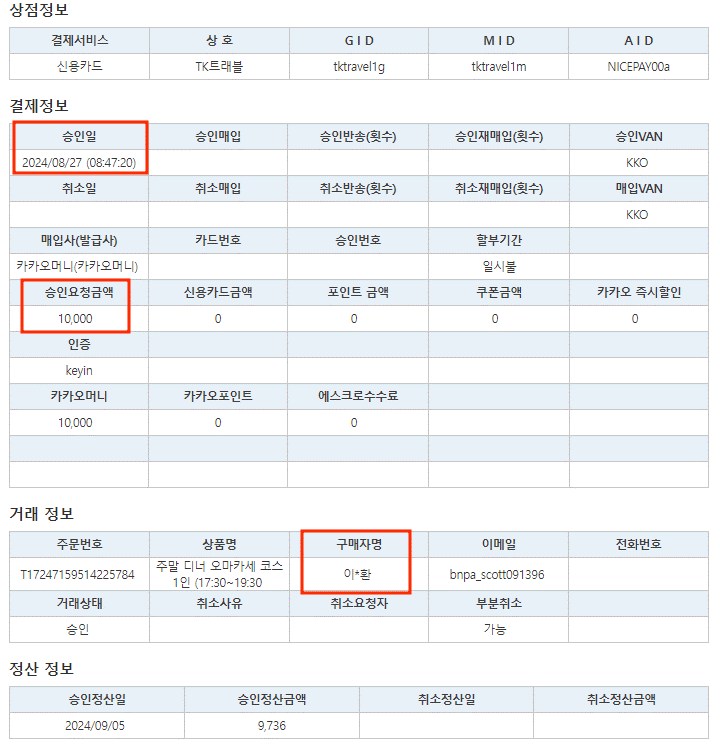 상점정보
결제서비스 상 호 G I D M I D A I D
신용카드 TK트래블 tktravel1g tktravel1m NICEPAY00a
결제정보
승인일 승인매입 승인반송(횟수) 승인재매입(횟수) 승인VAN
2024/08/27 (08:47:20) KKO
취소일 취소매입 취소반송(횟수) 취소재매입(횟수) 매입VAN
KKO
매입사(발급사) 카드번호 승인번호 할부기간
카카오머니(카카오머니) 일시불
승인요청금액 신용카드금액 포인트 금액 쿠폰금액 카카오 즉시할인
10,000 0 0 0 0
인증
keyin
카카오머니 카카오포인트 에스크로수수료
10,000 0 0
거래 정보
주문번호 상품명 구매자명 이메일 전화번호
T17247159514225784 주말 디너 오마카세 코스 이*환 bnpa_scott091396
1인 (17:30~19:30
거래상태 취소사유 취소요청자 부분취소
승인 가능
정산 정보
승인정산일 승인정산금액 취소정산일 취소정산금액
2024/09/05 9,736